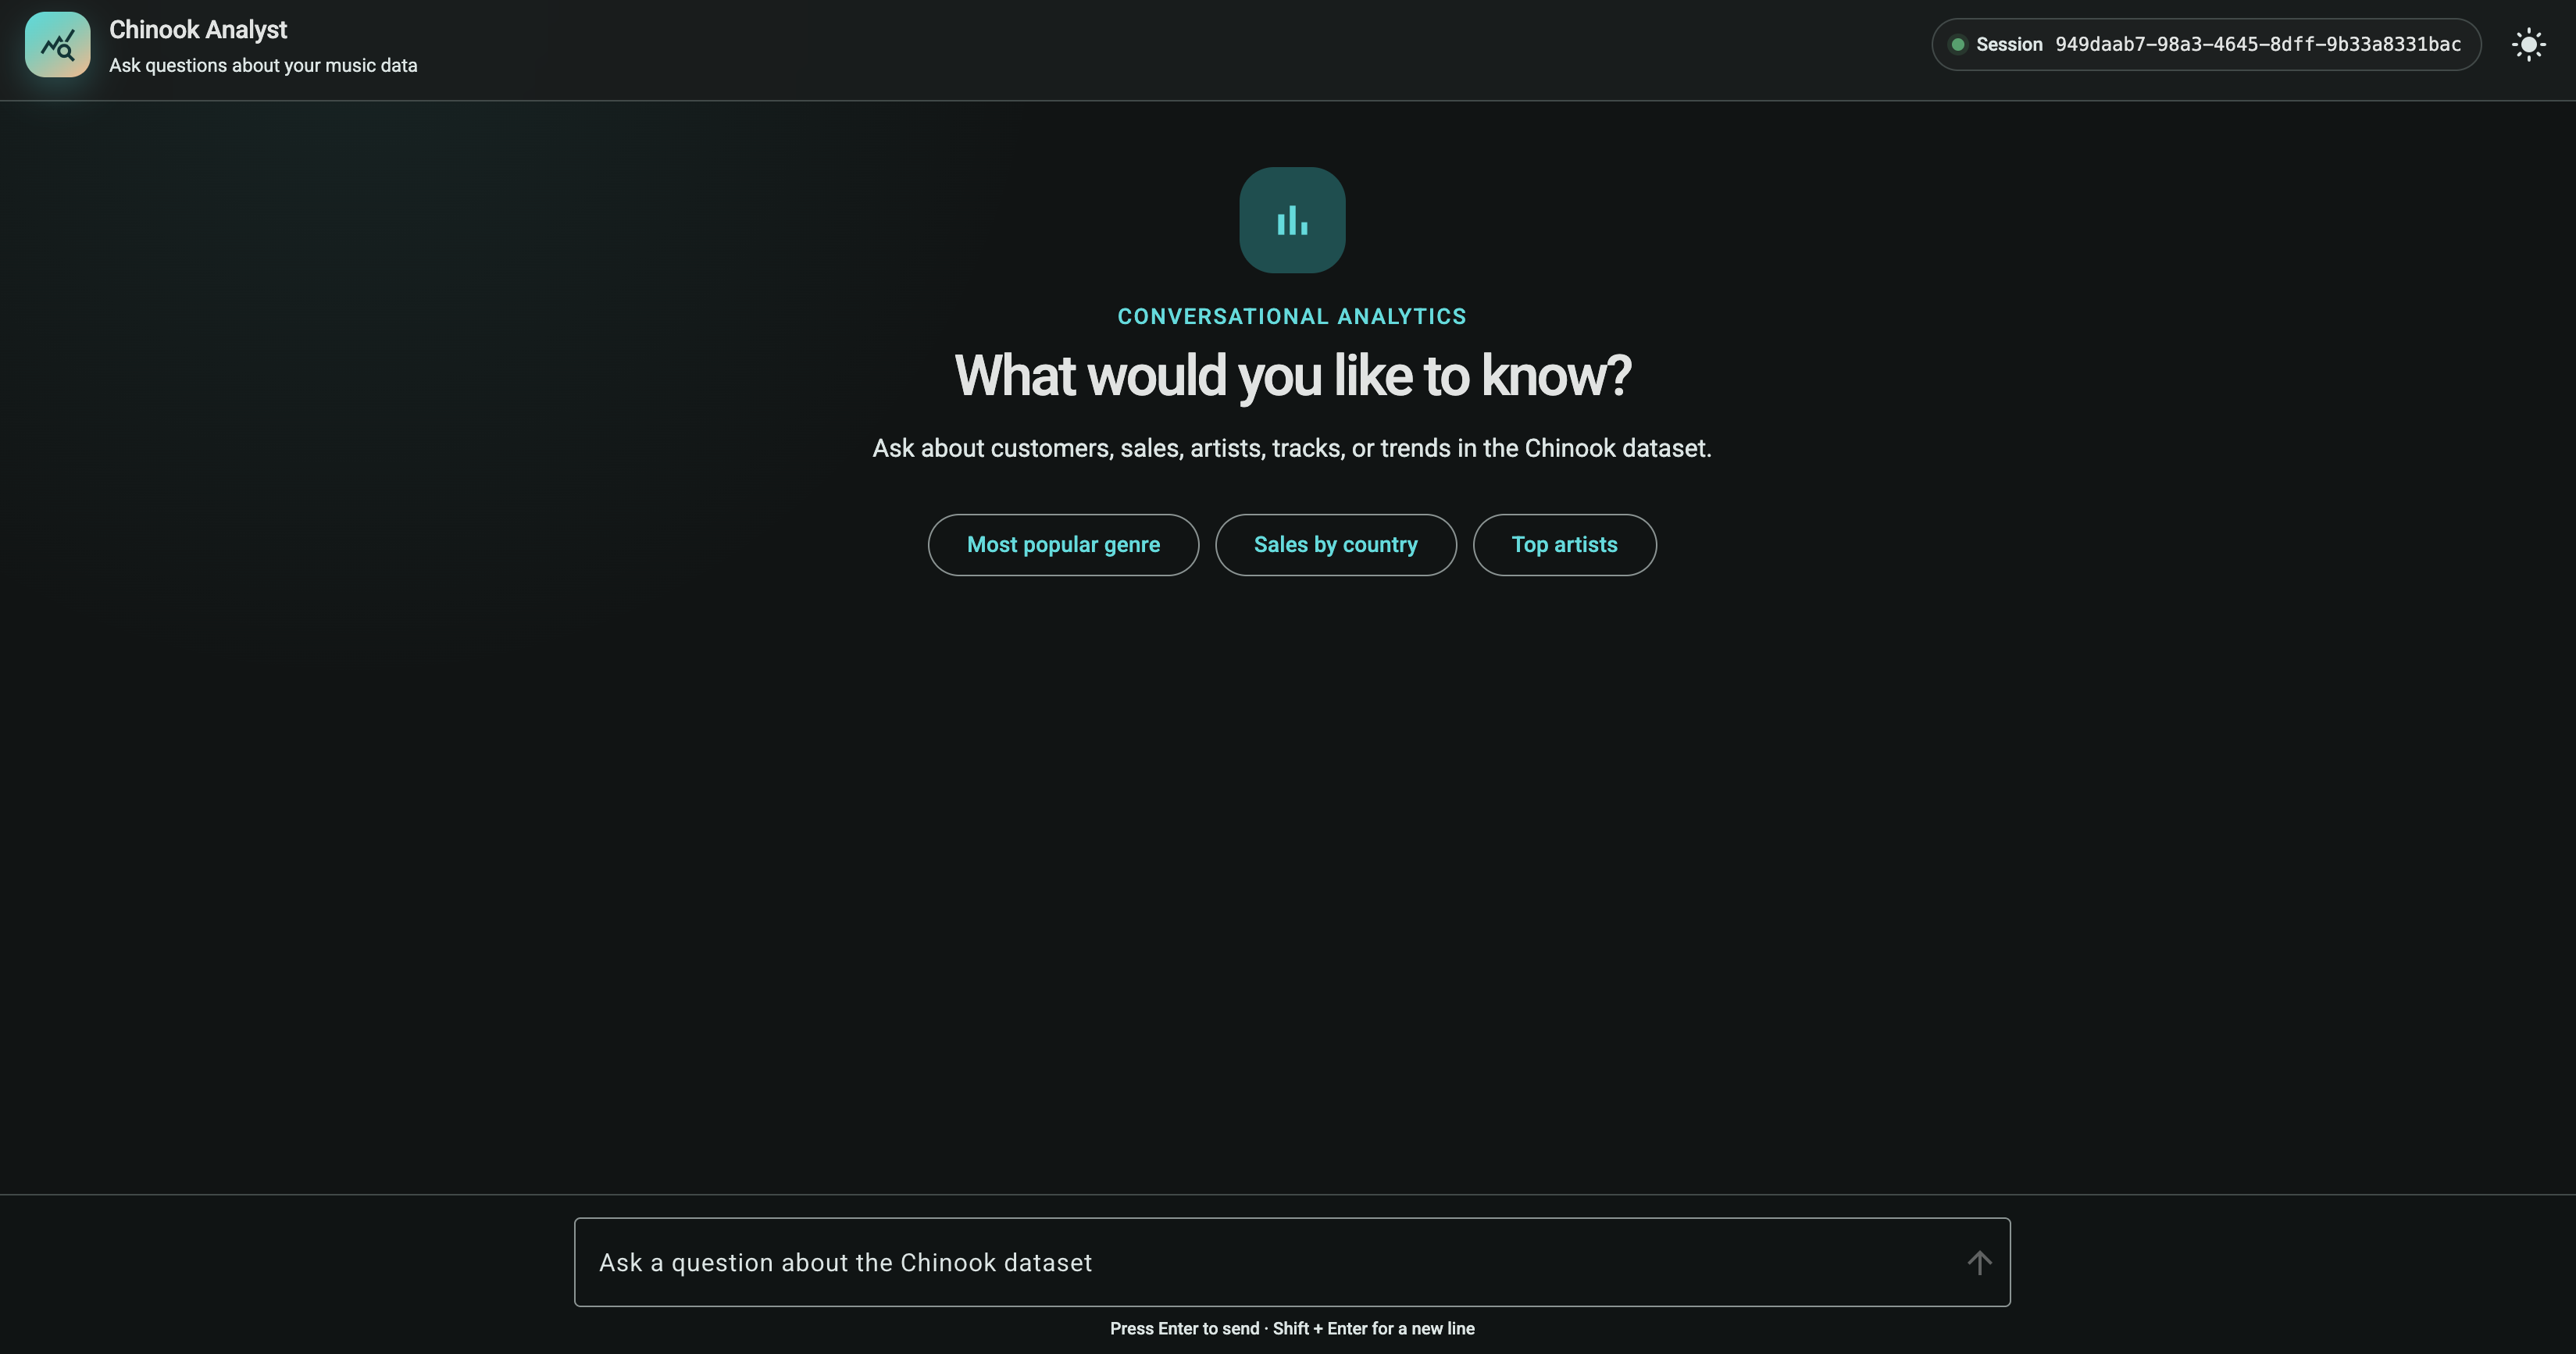 Chinook Analyst
Ask questions about your music data
Session 949daab7-98a3-4645-8dff-9b33a8331bac
CONVERSATIONAL ANALYTICS
What would you like to know?
Ask about customers, sales, artists, tracks, or trends in the Chinook dataset.
Most popular genre
Sales by country
Top artists
Ask a question about the Chinook dataset
Press Enter to send · Shift + Enter for a new line